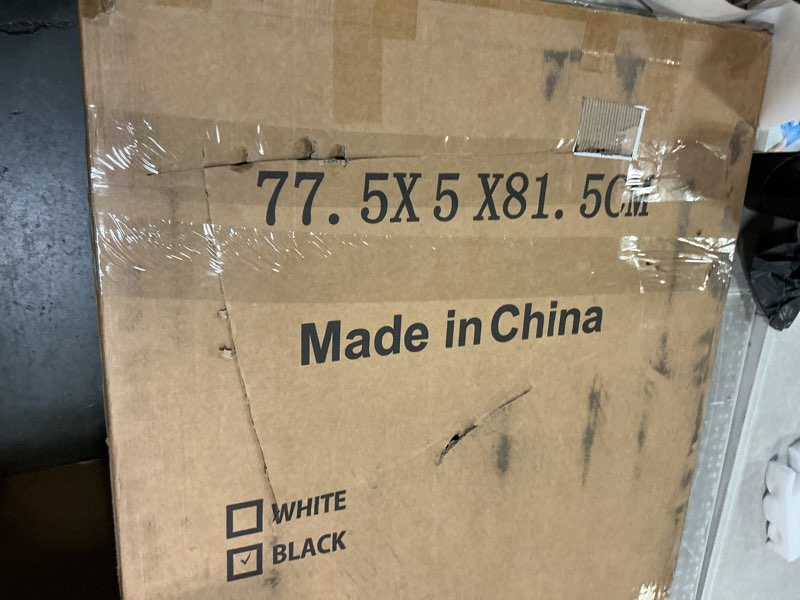 77. 5X 5 X81. 5CM
Made in China
WHITE
BLACK